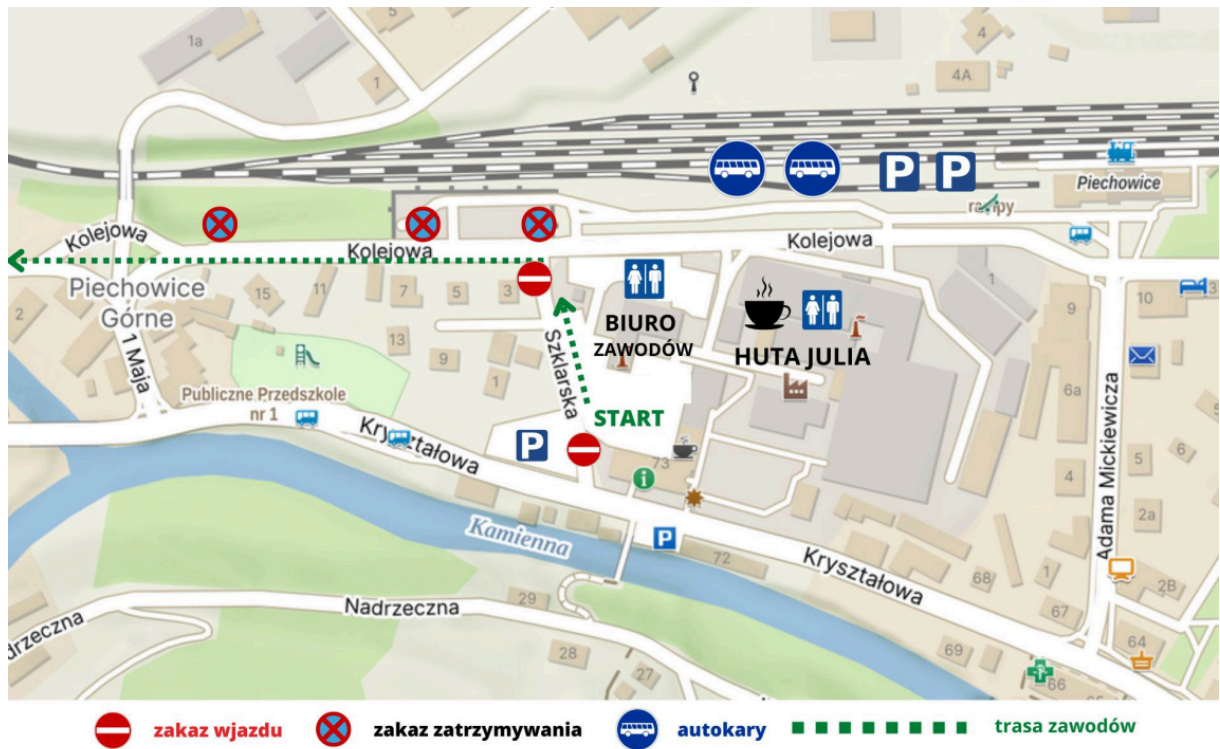 1a
1
4
4A
P P
Piechowice
rampy
Kolejowa
Kolejowa
Kolejowa
Piechowice
Górne
2
15
11
7
5
3
13
9
1
1 Maja
Publiczne Przedszkole
nr 1
Szklarska
BIURO
ZAWODÓW
HUTA JULIA
START
P
Kryształowa
73
i
P
72
Kamienna
Kryształowa
Nadrzeczna
drzeczna
29
28
27
1
9
6a
4
68
1
67
69
66
65
64
2B
2a
5
6
10
3
Adama Mickiewicza
zakaz wjazdu
zakaz zatrzymywania
autokary
trasa zawodów